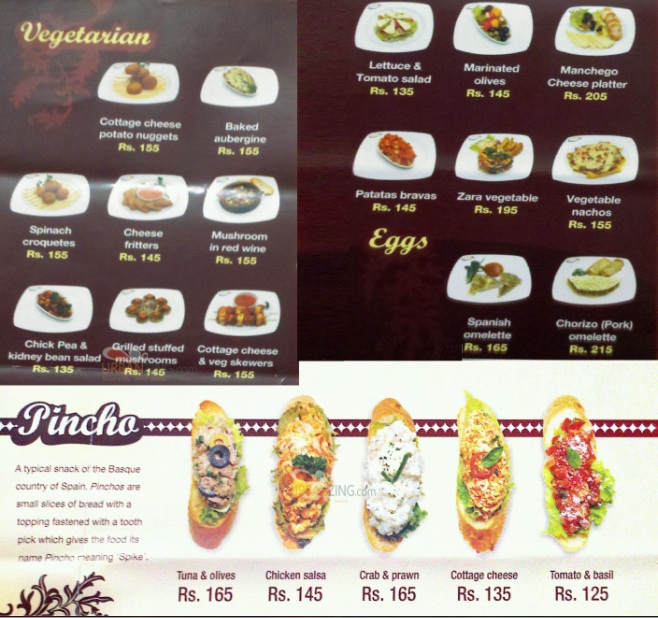 Vegetarian
Cottage cheese
potato nuggets
Rs. 155
Baked
aubergine
Rs. 155
Spinach
croquetes
Rs. 155
Cheese
fritters
Rs. 145
Mushroom
in red wine
Rs. 155
Chick Pea &
kidney bean salad
Rs. 135
Grilled stuffed
mushrooms
Rs. 145
Cottage cheese
& veg skewers
Rs. 155
Lettuce &
Tomato salad
Rs. 135
Marinated
olives
Rs. 145
Manchego
Cheese platter
Rs. 205
Patatas bravas
Rs. 145
Zara vegetable
Rs. 195
Vegetable
nachos
Rs. 155
Eggs
Spanish
omelette
Rs. 165
Chorizo (Pork)
omelette
Rs. 215
Pincho
A typical snack of the Basque
country of Spain. Pinchos are
small slices of bread with a
topping fastened with a tooth
pick which gives the food its
name Pincho meaning 'Spike'.
Tuna & olives
Rs. 165
Chicken salsa
Rs. 145
Crab & prawn
Rs. 165
Cottage cheese
Rs. 135
Tomato & basil
Rs. 125